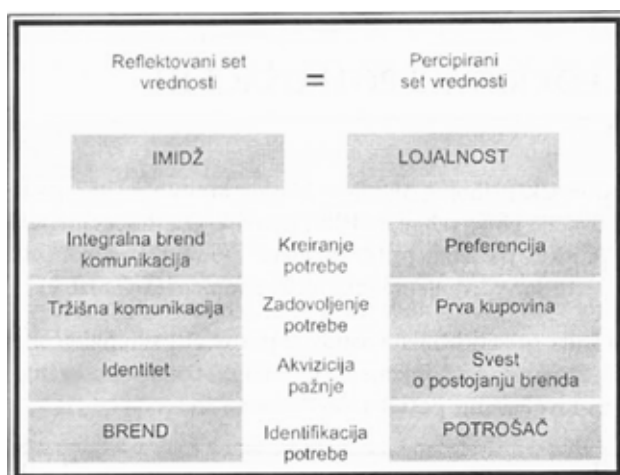 Reflektovani set
vrednosti
=
Percipirani
set vrednosti
IMIDŽ
LOJALNOST
Integralna brend
komunikacija
Kreiranje
potrebe
Preferencija
Tržišna komunikacija
Zadovoljenje
potrebe
Prva kupovina
Identitet
Akvizicija
pažnje
Svest
o postojanju brenda
BREND
Identifikacija
potrebe
POTROŠAČ